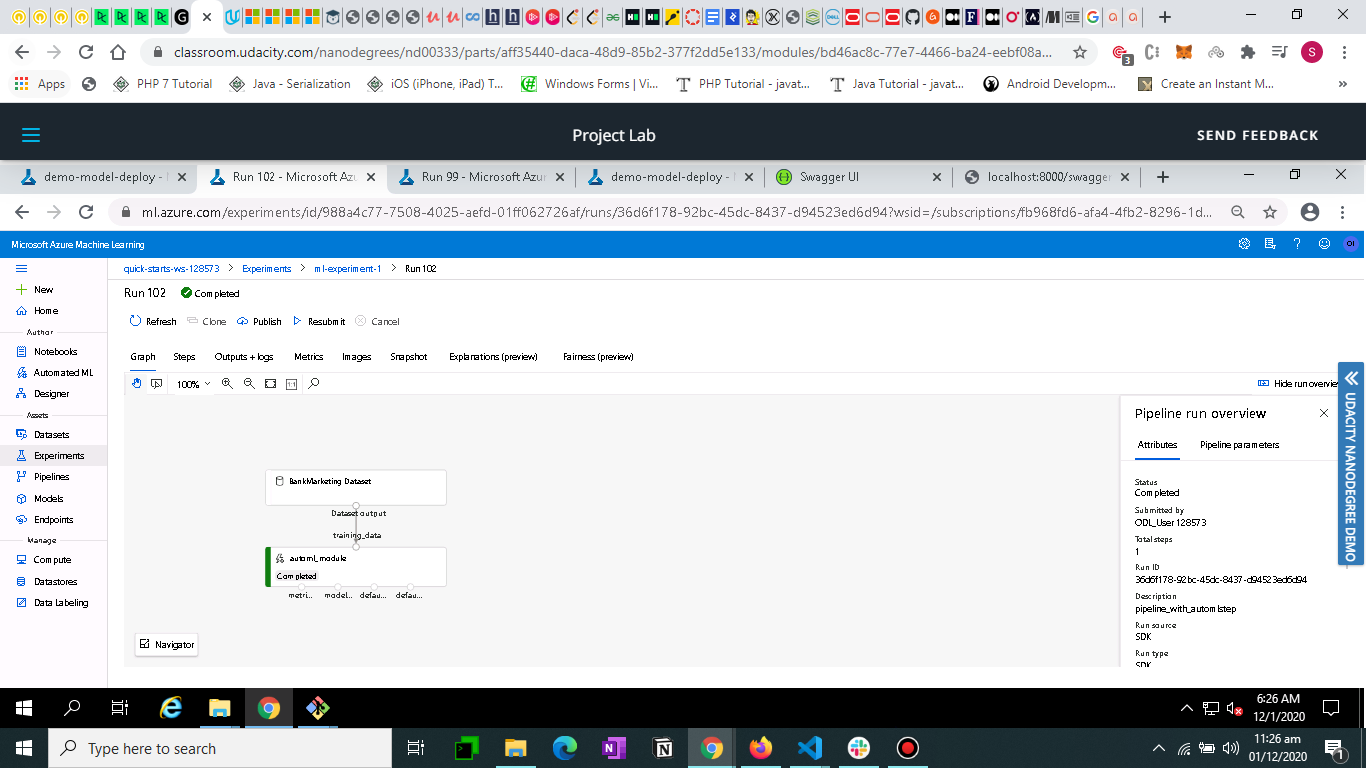 classroom.udacity.com/nanodegrees/nd00333/parts/aff35440-daca-48d9-85b2-377f2dd5e133/modules/bd46ac8c-77e7-4466-ba24-eebf08a...
3
S
Apps
PHP 7 Tutorial
Java - Serialization
iOS (iPhone, iPad) T...
Windows Forms | Vi...
PHP Tutorial - javat...
Java Tutorial - javat...
Android Developm...
Create an Instant M...
»
Project Lab
SEND FEEDBACK
demo-model-deploy -
Run 102 - Microsoft Azu
Run 99 - Microsoft Azur
demo-model-deploy -
Swagger UI
localhost:8000/swagger
ml.azure.com/experiments/id/988a4c77-7508-4025-aefd-01ff062726af/runs/36d6f178-92bc-45dc-8437-d94523ed6d94?wsid=/subscriptions/fb968fd6-afa4-4fb2-8296-1d...
Microsoft Azure Machine Learning
OI
quick-starts-ws-128573 > Experiments > ml-experiment-1 > Run 102
New
Home
Author
Notebooks
Automated ML
Designer
Assets
Datasets
Experiments
Pipelines
Models
Endpoints
Manage
Compute
Datastores
Data Labeling
Run 102
Completed
Refresh
Clone
Publish
Resubmit
Cancel
Graph
Steps
Outputs + logs
Metrics
Images
Snapshot
Explanations (preview)
Fairness (preview)
100%
Hide run overvie
BankMarketing Dataset
Dataset output
training_data
automl_module
Completed
metri...
model...
defau...
defau...
Navigator
Pipeline run overview
Attributes
Pipeline parameters
Status
Completed
Submitted by
ODL_User 128573
Total steps
1
Run ID
36d6f178-92bc-45dc-8437-d94523ed6d94
Description
pipeline_with_automlstep
Run source
SDK
Run type
SDK
UDACITY NANODEGREE DEMO
6:26 AM
12/1/2020
Type here to search
11:26 am
01/12/2020
1